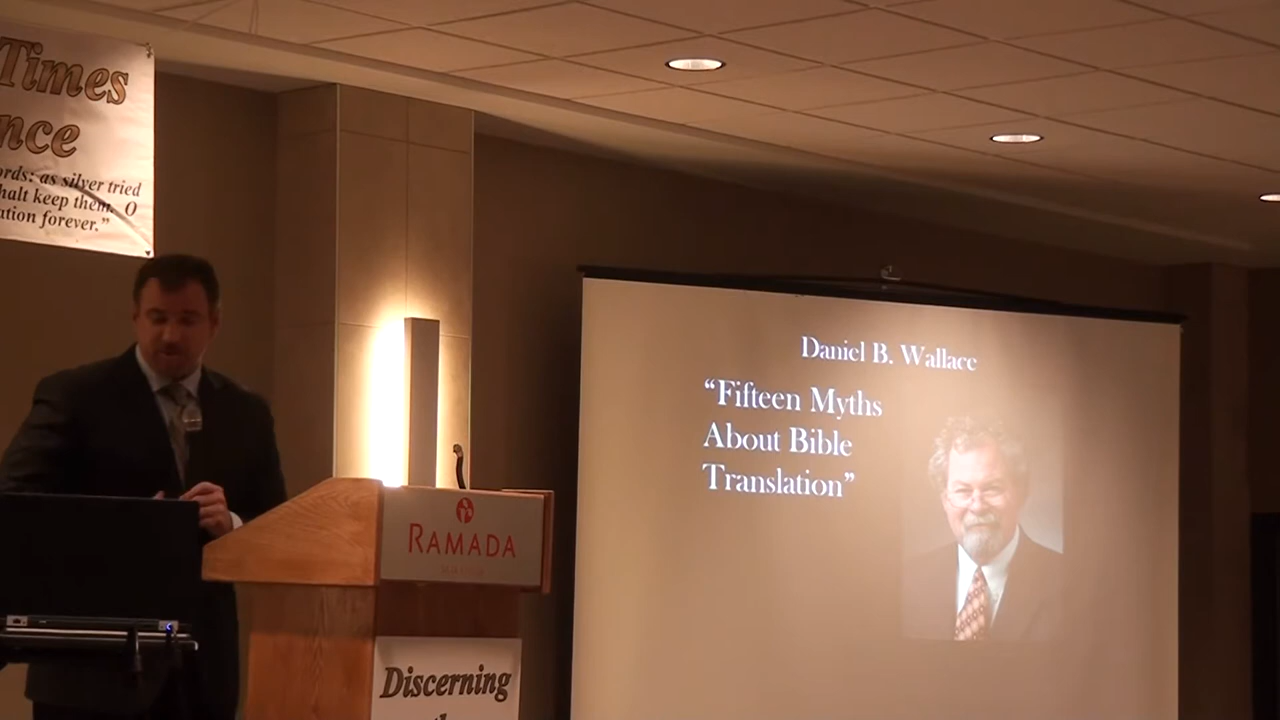 Times
nce
ords: as silver tried
halt keep them, O
ation forever.”
Daniel B. Wallace
“Fifteen Myths
About Bible
Translation”
RAMADA
Discerning